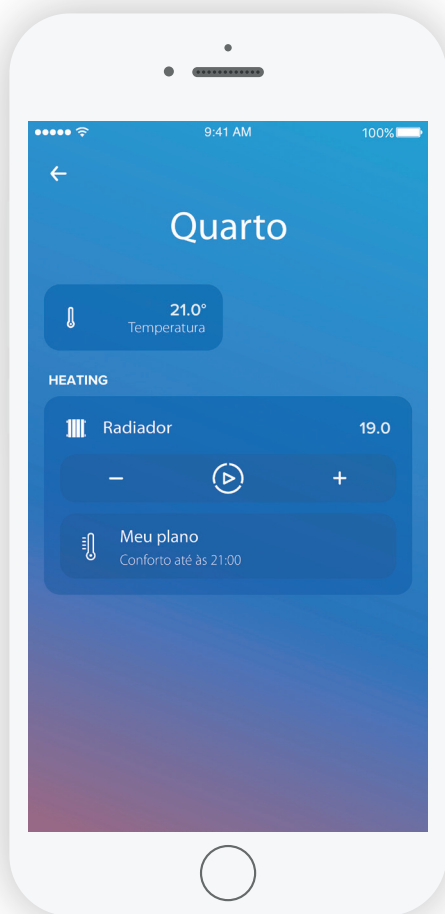 9:41 AM 100%
Quarto
21.0°
Temperatura
HEATING
Radiador 19.0
− +
Meu plano
Conforto até às 21:00